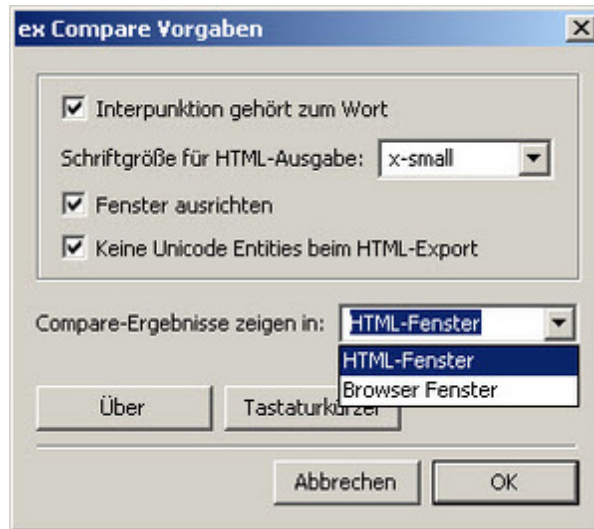 ex Compare Vorgaben
Interpunktion gehört zum Wort
Schriftgröße für HTML-Ausgabe: x-small
Fenster ausrichten
Keine Unicode Entities beim HTML-Export
Compare-Ergebnisse zeigen in: HTML-Fenster
HTML-Fenster
Browser Fenster
Über Tastaturkürzel
Abbrechen OK